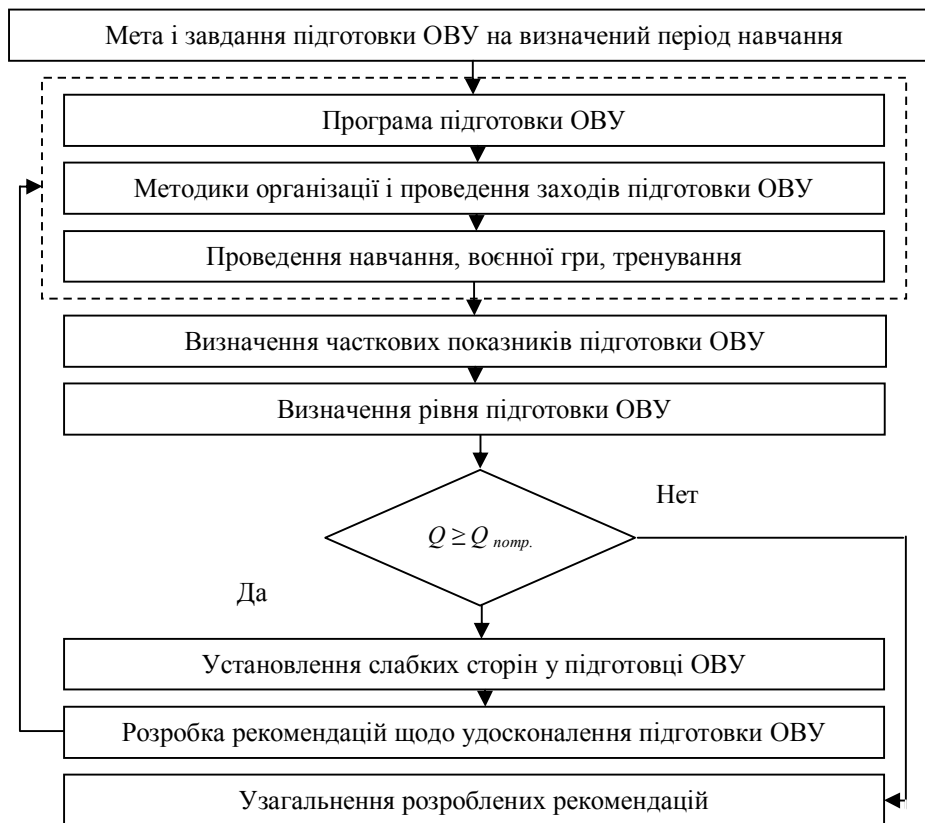 Мета і завдання підготовки ОВУ на визначений період навчання
Програма підготовки ОВУ
Методики організації і проведення заходів підготовки ОВУ
Проведення навчання, воєнної гри, тренування
Визначення часткових показників підготовки ОВУ
Визначення рівня підготовки ОВУ
Нет
Q ≥ Q потр.
Да
Установлення слабких сторін у підготовці ОВУ
Розробка рекомендацій щодо удосконалення підготовки ОВУ
Узагальнення розроблених рекомендацій